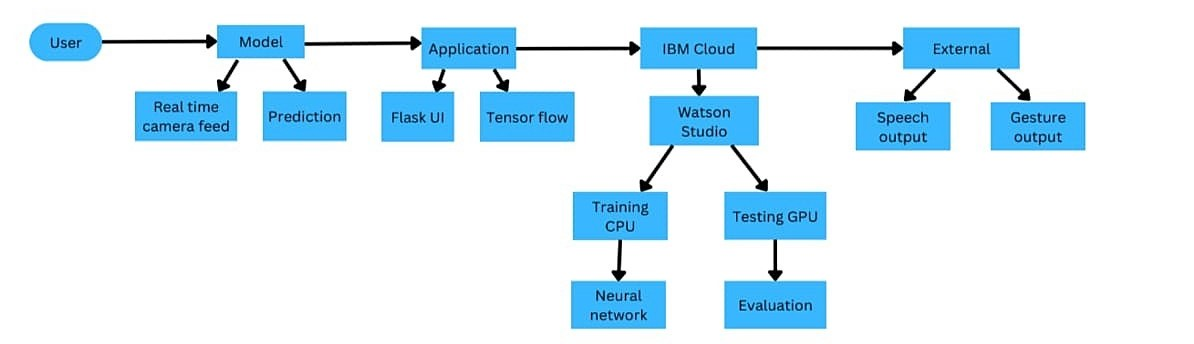 User
Model
Application
IBM Cloud
External
Real time
camera feed
Prediction
Flask UI
Tensor flow
Watson
Studio
Speech
output
Gesture
output
Training
CPU
Testing GPU
Neural
network
Evaluation